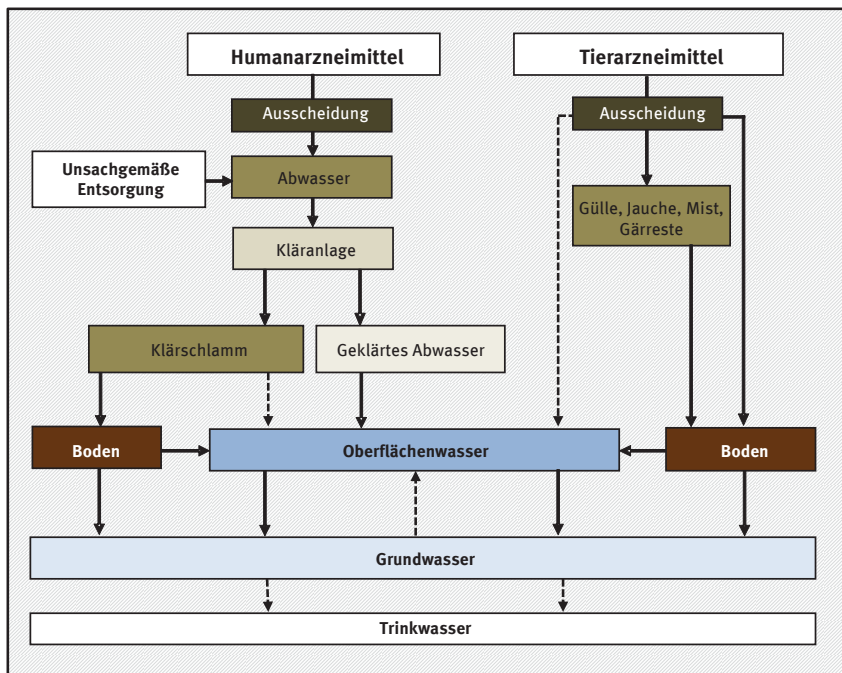 Humanarzneimittel
Tierarzneimittel
Ausscheidung
Ausscheidung
Unsachgemäße
Entsorgung
Abwasser
Gülle, Jauche, Mist,
Gärreste
Kläranlage
Klärschlamm
Geklärtes Abwasser
Boden
Oberflächenwasser
Boden
Grundwasser
Trinkwasser